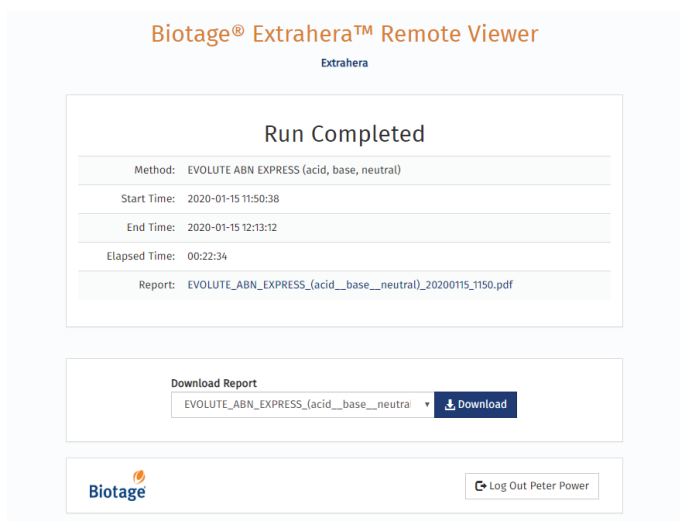 Biotage® Extrahera™ Remote Viewer
Extrahera
Run Completed
Method: EVOLUTE ABN EXPRESS (acid, base, neutral)
Start Time: 2020-01-15 11:50:38
End Time: 2020-01-15 12:13:12
Elapsed Time: 00:22:34
Report: EVOLUTE_ABN_EXPRESS_(acid__base__neutral)_20200115_1150.pdf
Download Report
EVOLUTE_ABN_EXPRESS_(acid__base__neutral Download
Biotage Log Out Peter Power